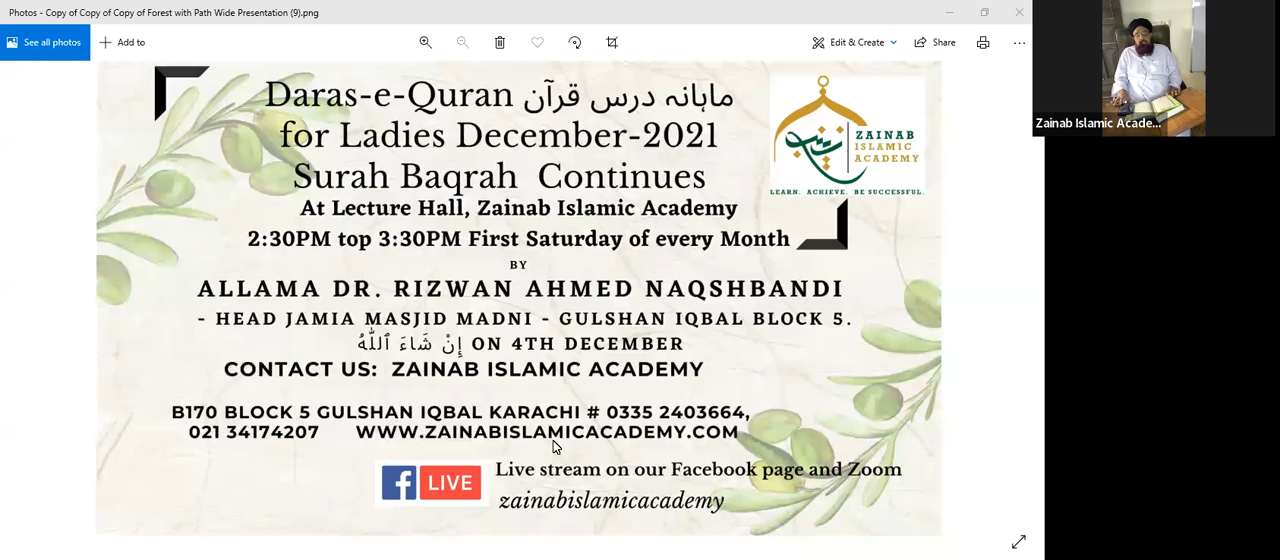 Photos - Copy of Copy of Copy of Forest with Path Wide Presentation (9).png
See all photos
Add to
Edit & Create
Share
Daras-e-Quran ماہانہ درس قرآن
for Ladies December-2021
Surah Baqrah Continues
At Lecture Hall, Zainab Islamic Academy
2:30PM top 3:30PM First Saturday of every Month
BY
ALLAMA DR. RIZWAN AHMED NAQSHBANDI
- HEAD JAMIA MASJID MADNI - GULSHAN IQBAL BLOCK 5.
إِنْ شَاءَ ٱللَّٰهُ ON 4TH DECEMBER
CONTACT US: ZAINAB ISLAMIC ACADEMY
B170 BLOCK 5 GULSHAN IQBAL KARACHI # 0335 2403664,
021 34174207 WWW.ZAINABISLAMICACADEMY.COM
LIVE
Live stream on our Facebook page and Zoom
zainabislamicacademy
زینب
ZAINAB
ISLAMIC
ACADEMY
LEARN. ACHIEVE. BE SUCCESSFUL.
Zainab Islamic Acade...